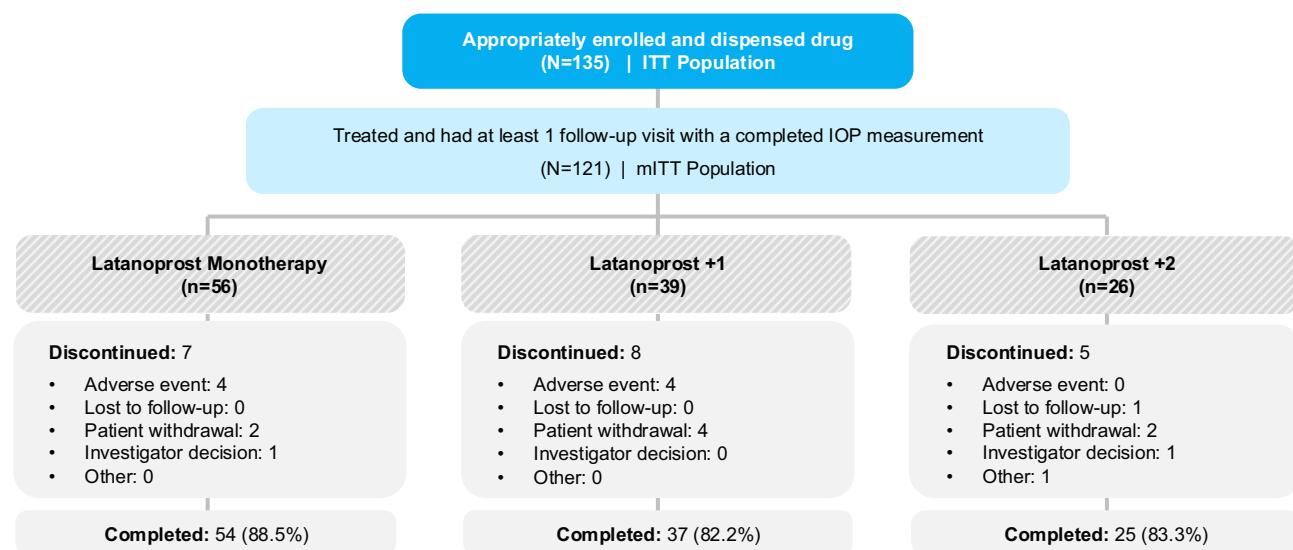 Appropriately enrolled and dispensed drug
(N=135) | ITT Population
Treated and had at least 1 follow-up visit with a completed IOP measurement
(N=121) | mITT Population
Latanoprost Monotherapy
(n=56)
Discontinued: 7
• Adverse event: 4
• Lost to follow-up: 0
• Patient withdrawal: 2
• Investigator decision: 1
• Other: 0
Completed: 54 (88.5%)
Latanoprost +1
(n=39)
Discontinued: 8
• Adverse event: 4
• Lost to follow-up: 0
• Patient withdrawal: 4
• Investigator decision: 0
• Other: 0
Completed: 37 (82.2%)
Latanoprost +2
(n=26)
Discontinued: 5
• Adverse event: 0
• Lost to follow-up: 1
• Patient withdrawal: 2
• Investigator decision: 1
• Other: 1
Completed: 25 (83.3%)